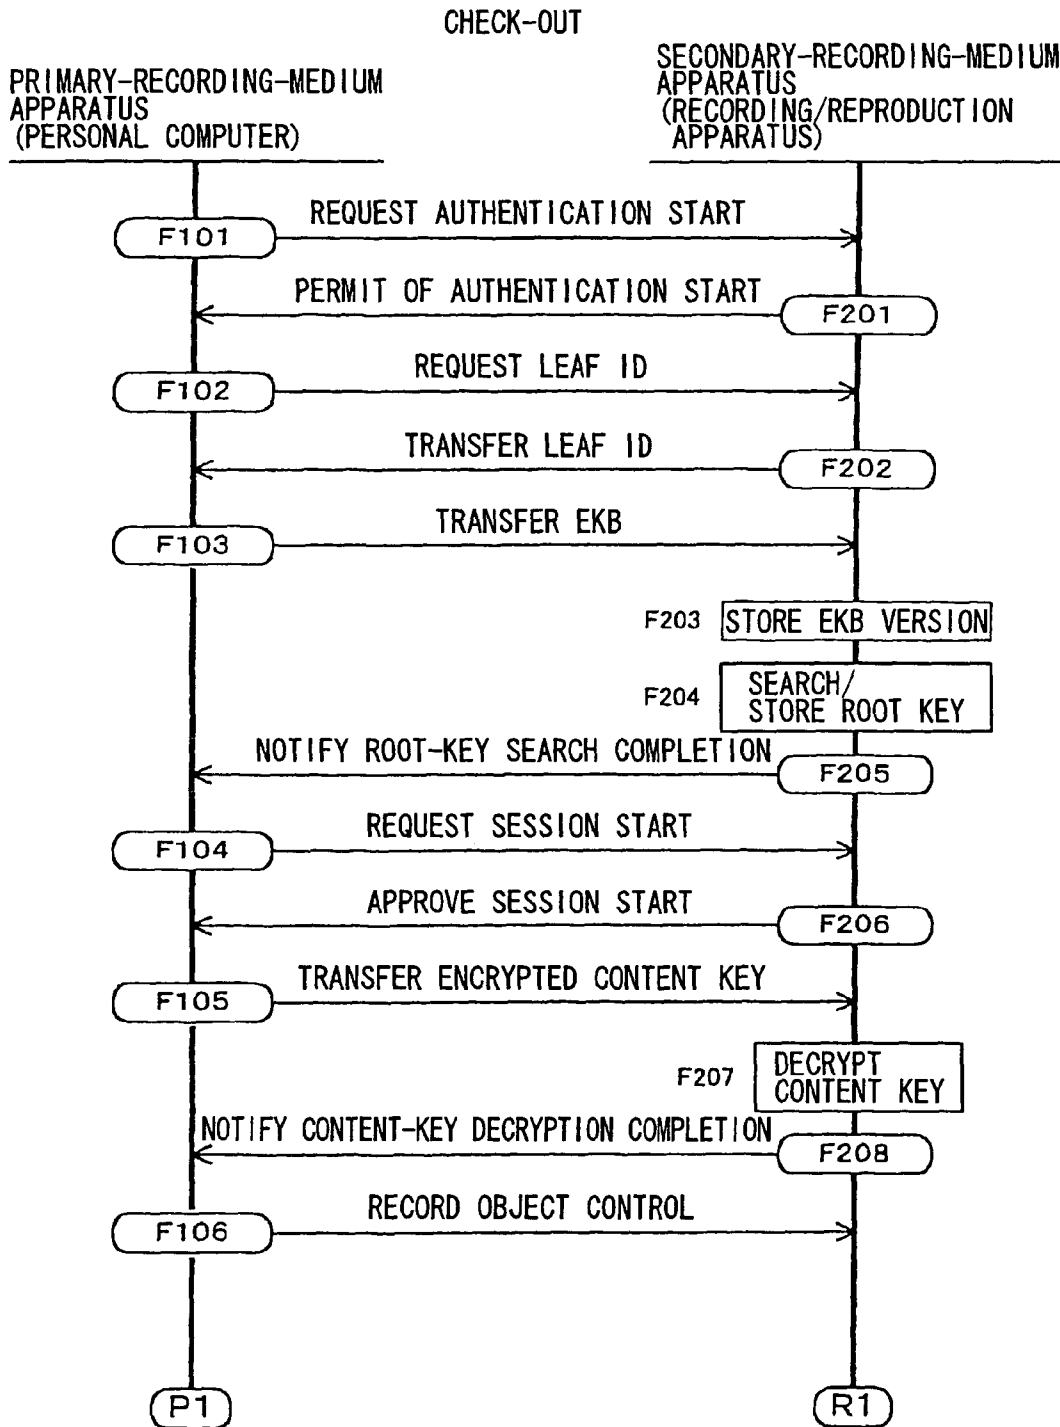 CHECK-OUT
PRIMARY-RECORDING-MEDIUM
APPARATUS
(PERSONAL COMPUTER)
SECONDARY-RECORDING-MEDIUM
APPARATUS
(RECORDING/REPRODUCTION
APPARATUS)
REQUEST AUTHENTICATION START
F101
PERMIT OF AUTHENTICATION START
F201
REQUEST LEAF ID
F102
TRANSFER LEAF ID
F202
TRANSFER EKB
F103
F203 STORE EKB VERSION
F204 SEARCH/
STORE ROOT KEY
NOTIFY ROOT-KEY SEARCH COMPLETION
F205
REQUEST SESSION START
F104
APPROVE SESSION START
F206
TRANSFER ENCRYPTED CONTENT KEY
F105
F207 DECRYPT
CONTENT KEY
NOTIFY CONTENT-KEY DECRYPTION COMPLETION
F208
RECORD OBJECT CONTROL
F106
P1
R1